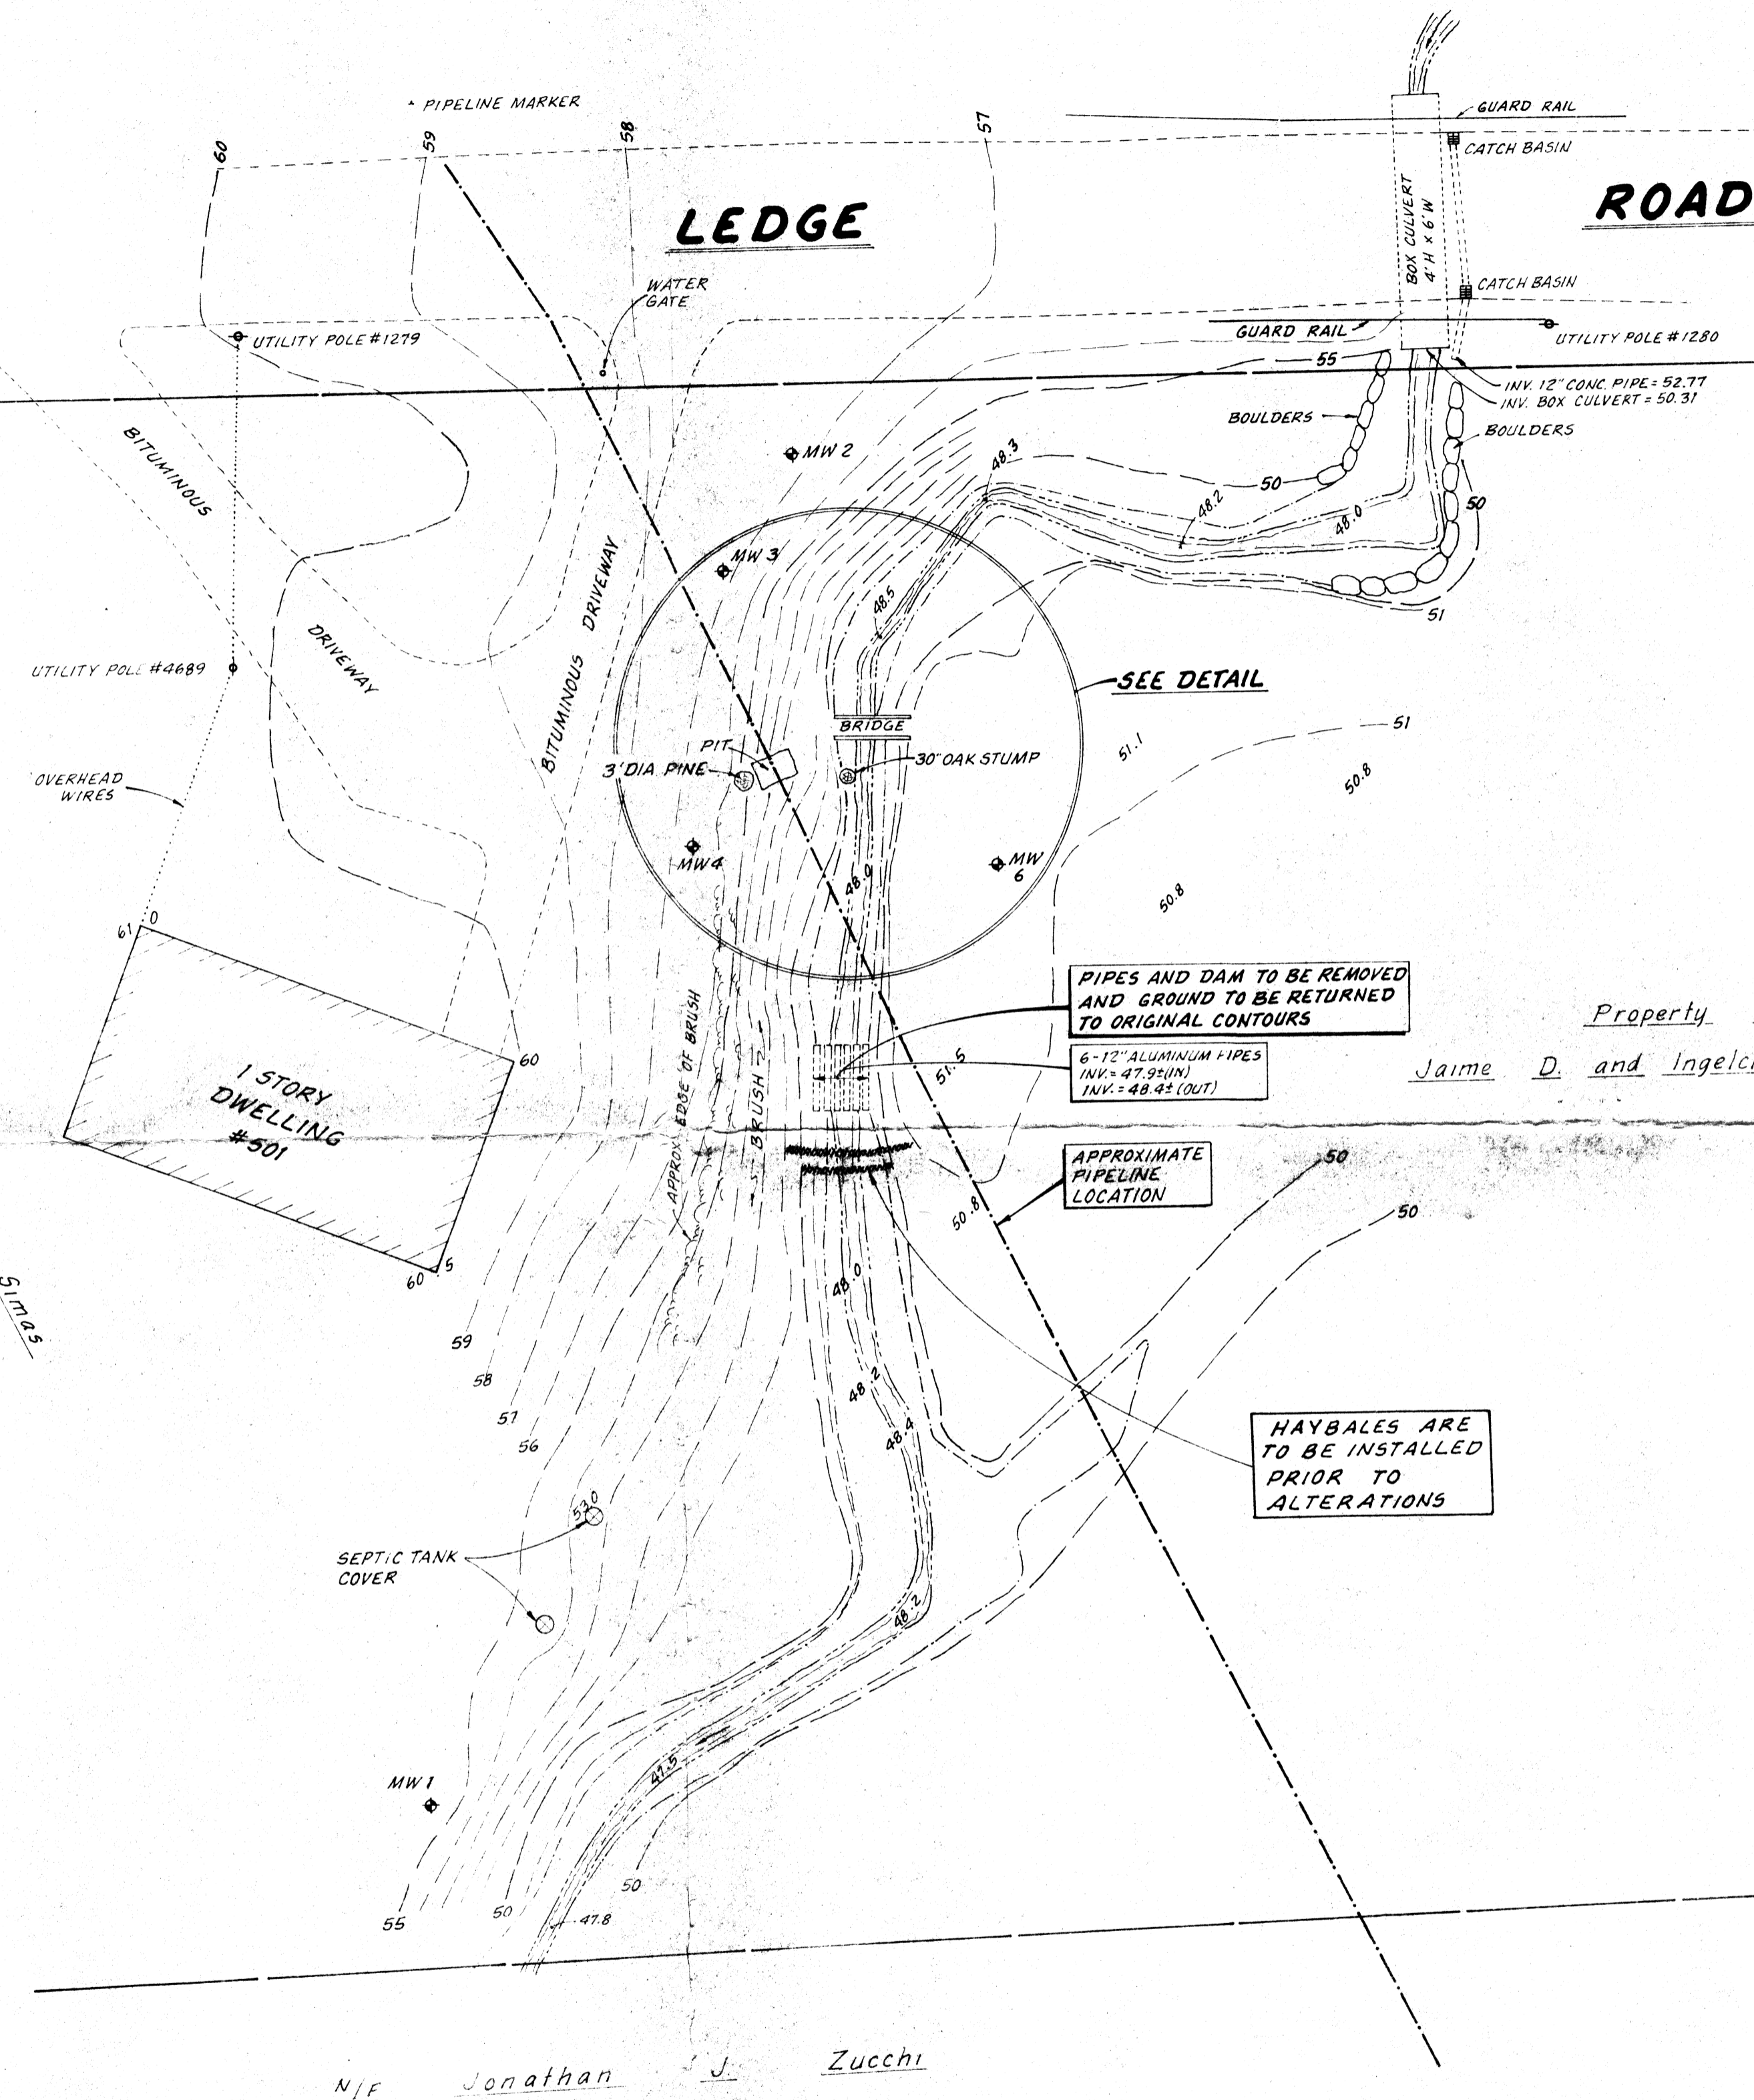 PIPELINE MARKER
60
59
58
57
GUARD RAIL
CATCH BASIN
LEDGE
ROAD
BOX CULVERT
4'H x 6'W
WATER
GATE
CATCH BASIN
UTILITY POLE #1279
GUARD RAIL
UTILITY POLE #1280
55
INV. 12" CONC. PIPE = 52.77
INV. BOX CULVERT = 50.31
BOULDERS
BOULDERS
BITUMINOUS
DRIVEWAY
MW 2
48.3
50
48.2
48.0
50
51
MW 3
48.5
BITUMINOUS DRIVEWAY
UTILITY POLE #4689
SEE DETAIL
BRIDGE
PIT
3' DIA. PINE
30" OAK STUMP
51.1
51
50.8
OVERHEAD
WIRES
MW4
48.0
MW
6
50.8
61.0
60
60.5
1 STORY
DWELLING
#501
APPROX. EDGE OF BRUSH
BRUSH
PIPES AND DAM TO BE REMOVED
AND GROUND TO BE RETURNED
TO ORIGINAL CONTOURS
6-12" ALUMINUM PIPES
INV. = 47.9± (IN)
INV. = 48.4± (OUT)
51.5
Property
Jaime D. and
APPROXIMATE
PIPELINE
LOCATION
50.8
50
50
Simas
48.0
59
58
57
56
48.2
48.4
HAYBALES ARE
TO BE INSTALLED
PRIOR TO
ALTERATIONS
53.0
SEPTIC TANK
COVER
48.2
47.5
MW 1
55
50
50
47.8
N/F Jonathan J. Zucchi